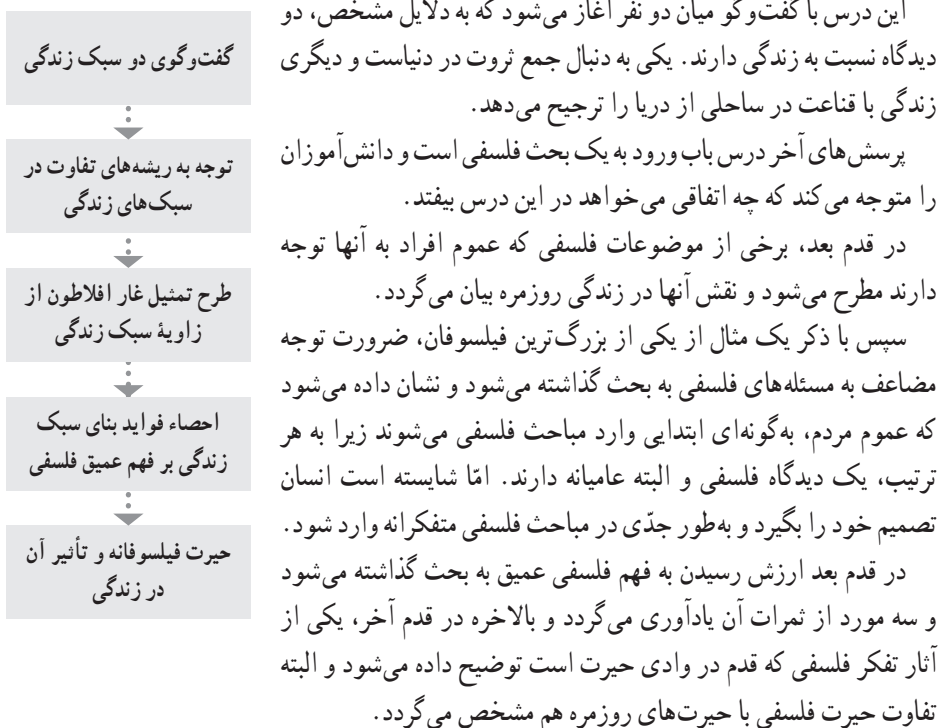 این درس با گفت‌وگو میان دو نفر آغاز می‌شود که به دلایل مشخص، دو
دیدگاه نسبت به زندگی دارند. یکی به دنبال جمع ثروت در دنیاست و دیگری
زندگی با قناعت در ساحلی از دریا را ترجیح می‌دهد.
پرسش‌های آخر درس باب ورود به یک بحث فلسفی است و دانش‌آموزان
را متوجه می‌کند که چه اتفاقی می‌خواهد در این درس بیفتد.
در قدم بعد، برخی از موضوعات فلسفی که عموم افراد به آنها توجه
دارند مطرح می‌شود و نقش آنها در زندگی روزمره بیان می‌گردد.
سپس با ذکر یک مثال از یکی از بزرگ‌ترین فیلسوفان، ضرورت توجه
مضاعف به مسئله‌های فلسفی به بحث گذاشته می‌شود و نشان داده می‌شود
که عموم مردم، به‌گونه‌ای ابتدایی وارد مباحث فلسفی می‌شوند زیرا به هر
ترتیب، یک دیدگاه فلسفی و البته عامیانه دارند. امّا شایسته است انسان
تصمیم خود را بگیرد و به‌طور جدّی در مباحث فلسفی متفکرانه وارد شود.
در قدم بعد ارزش رسیدن به فهم فلسفی عمیق به بحث گذاشته می‌شود
و سه مورد از ثمرات آن یادآوری می‌گردد و بالاخره در قدم آخر، یکی از
آثار تفکر فلسفی که قدم در وادی حیرت است توضیح داده می‌شود و البته
تفاوت حیرت فلسفی با حیرت‌های روزمره هم مشخص می‌گردد.
گفت‌وگوی دو سبک زندگی
توجه به ریشه‌های تفاوت در
سبک‌های زندگی
طرح تمثیل غار افلاطون از
زاویهٔ سبک زندگی
احصاء فواید بنای سبک
زندگی بر فهم عمیق فلسفی
حیرت فیلسوفانه و تأثیر آن
در زندگی